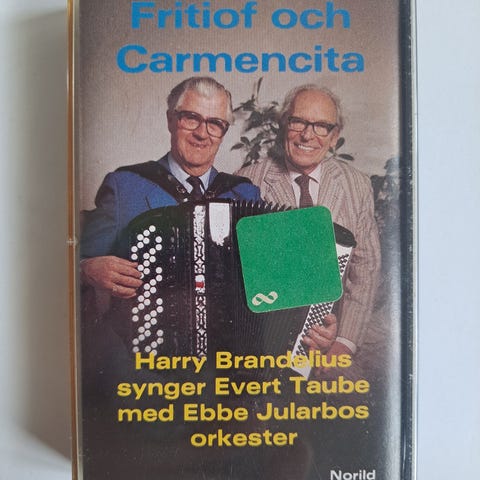 Fritiof och
Carmencita
Harry Brandelius
synger Evert Taube
med Ebbe Jularbos
orkester
Norild